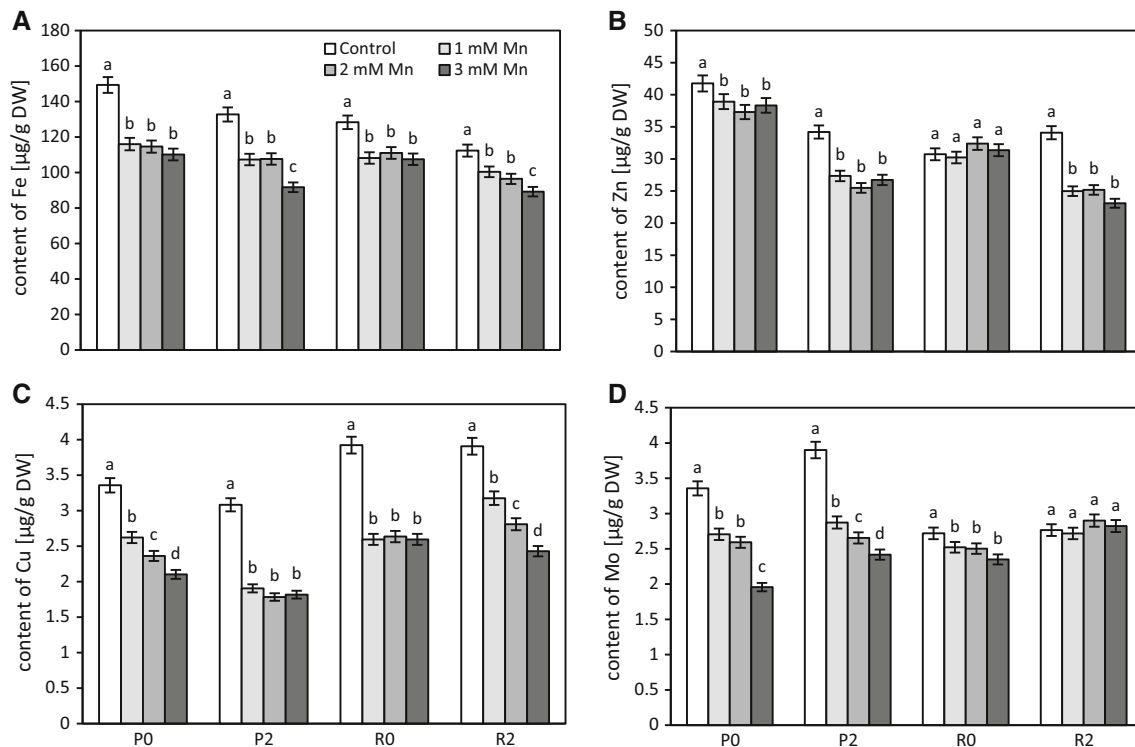 A
content of Fe [µg/g DW]
180
160
140
120
100
80
60
40
20
0
Control
1 mM Mn
2 mM Mn
3 mM Mn
a b b b
a b b c
a b b b
a b b c
B
content of Zn [µg/g DW]
50
45
40
35
30
25
20
15
10
5
0
a b b b
a b b b
a a a a
a b b b
C
content of Cu [µg/g DW]
4.5
4
3.5
3
2.5
2
1.5
1
0.5
0
a b c d
a b b b
a b b b
a b c d
P0 P2 R0 R2
D
content of Mo [µg/g DW]
4.5
4
3.5
3
2.5
2
1.5
1
0.5
0
a b b c
a b c d
a b b b
a a a a
P0 P2 R0 R2